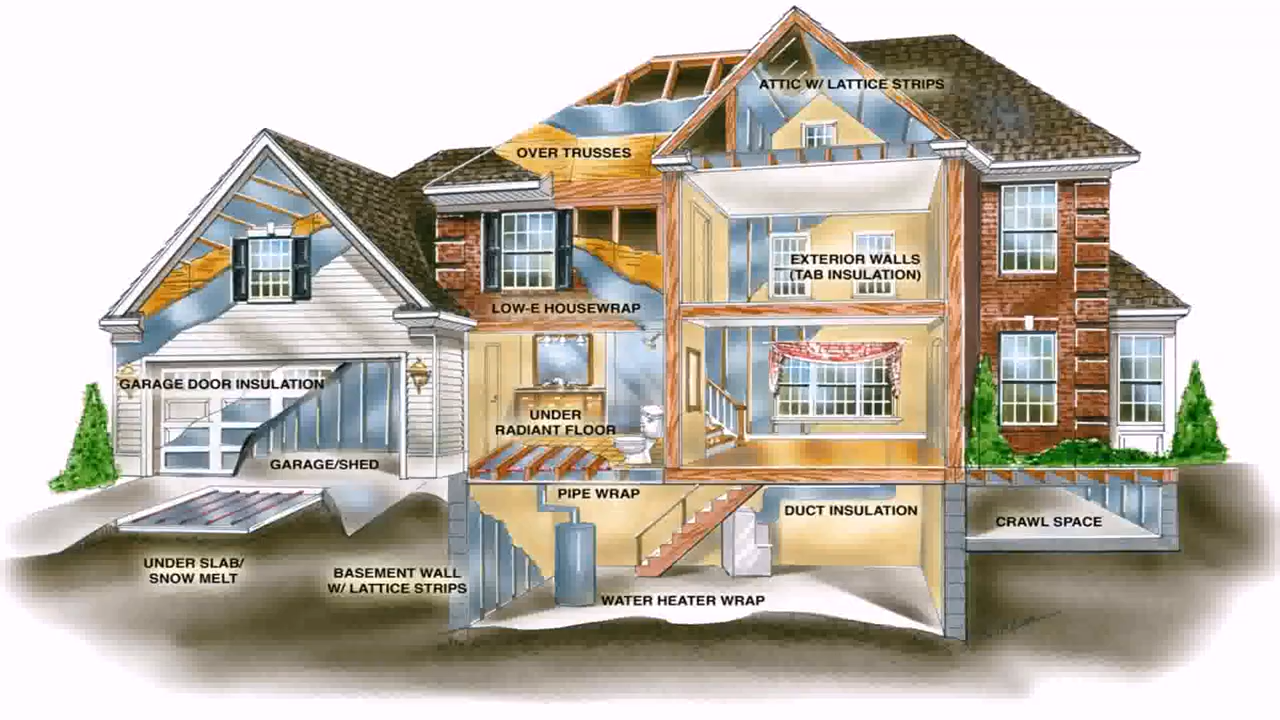 ATTIC W/ LATTICE STRIPS
OVER TRUSSES
EXTERIOR WALLS
(TAB INSULATION)
LOW-E HOUSEWRAP
GARAGE DOOR INSULATION
UNDER
RADIANT FLOOR
GARAGE/SHED
PIPE WRAP
DUCT INSULATION
CRAWL SPACE
UNDER SLAB/
SNOW MELT
BASEMENT WALL
W/ LATTICE STRIPS
WATER HEATER WRAP